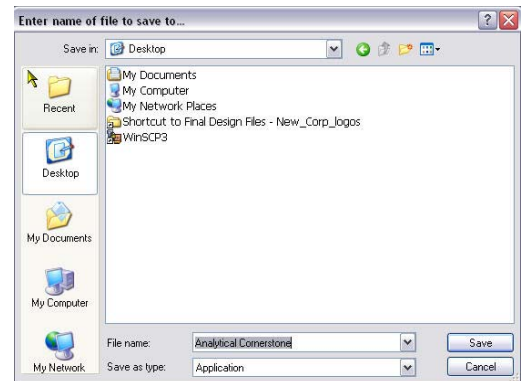 Enter name of file to save to...
Save in: Desktop
My Documents
My Computer
My Network Places
Shortcut to Final Design Files - New_Corp_logos
WinSCP3
Recent
Desktop
My Documents
My Computer
My Network
File name: Analytical Cornerstone Save
Save as type: Application Cancel